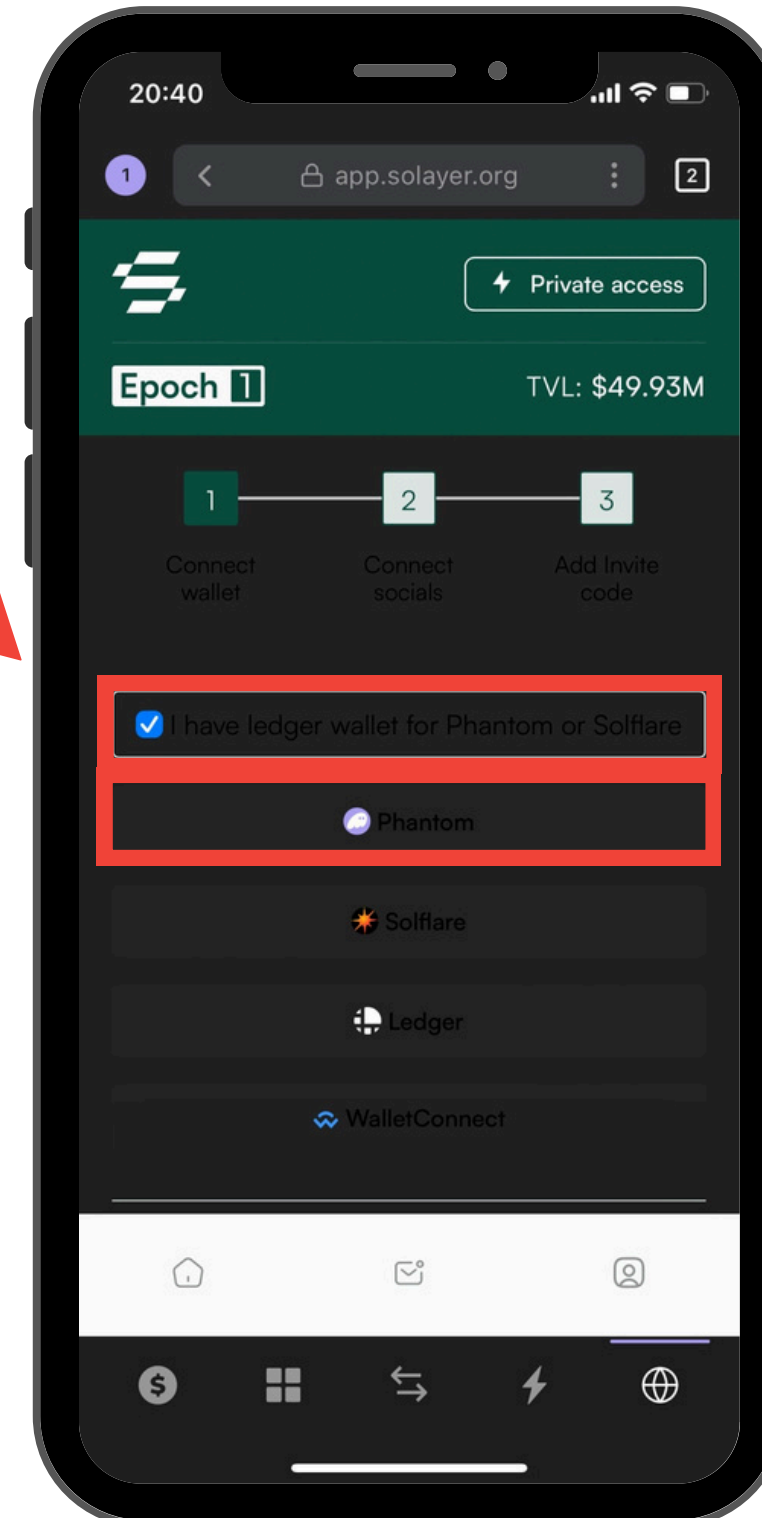 20:40
1
app.solayer.org
2
Private access
Epoch 1
TVL: $49.93M
1
2
3
Connect
wallet
Connect
socials
Add Invite
code
I have ledger wallet for Phantom or Solflare
Phantom
Solflare
Ledger
WalletConnect
$